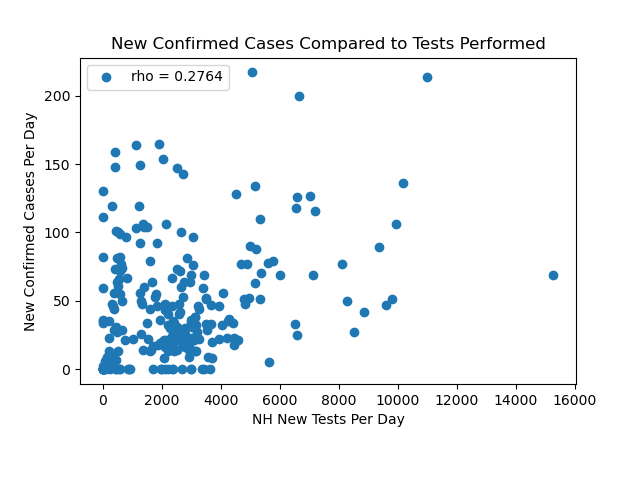 New Confirmed Cases Compared to Tests Performed
rho = 0.2764
New Confirmed Caeses Per Day
200
150
100
50
0
0 2000 4000 6000 8000 10000 12000 14000 16000
NH New Tests Per Day